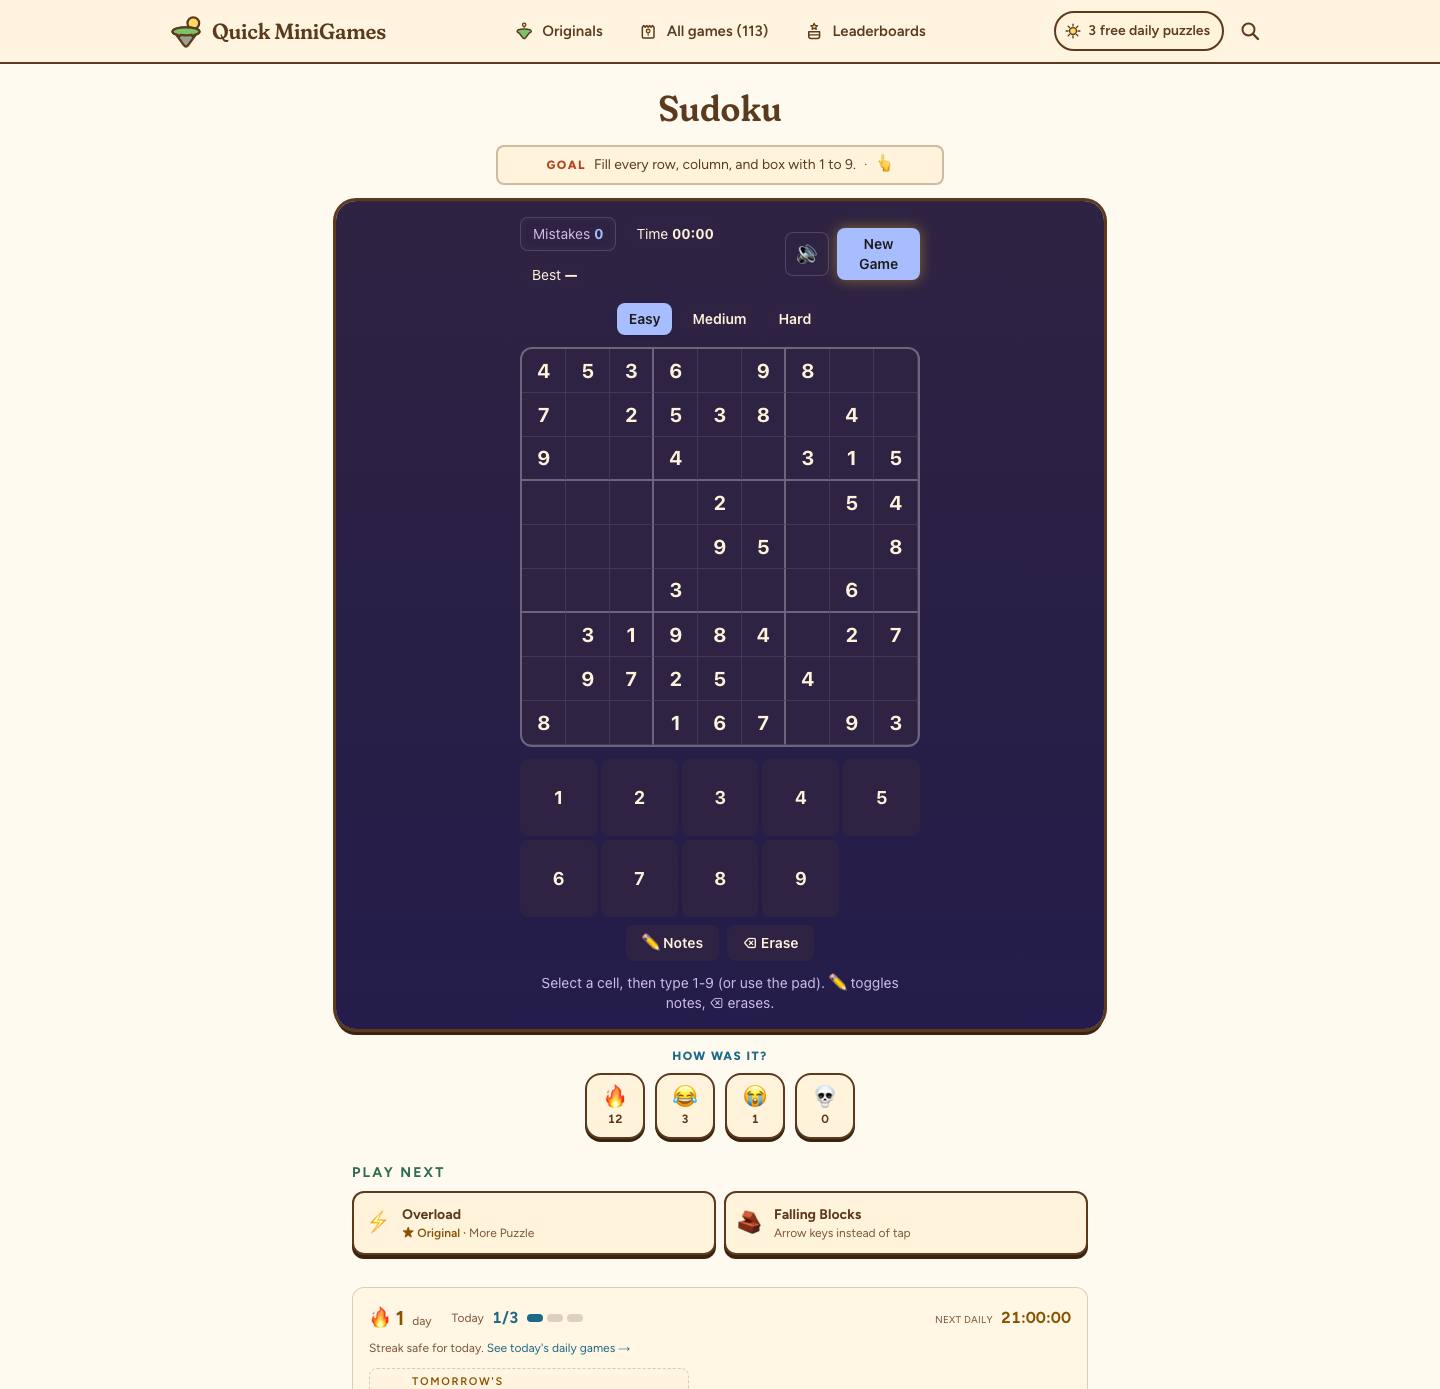 Quick MiniGames
Originals
All games (113)
Leaderboards
3 free daily puzzles
Sudoku
GOAL Fill every row, column, and box with 1 to 9. ·
Mistakes 0
Time 00:00
New
Game
Best —
Easy Medium Hard
4 5 3 6 9 8
7 2 5 3 8 4
9 4 3 1 5
2 5 4
9 5 8
3 6
3 1 9 8 4 2 7
9 7 2 5 4
8 1 6 7 9 3
1 2 3 4 5
6 7 8 9
Notes Erase
Select a cell, then type 1-9 (or use the pad). ✏️ toggles
notes, ⌫ erases.
HOW WAS IT?
12 3 1 0
PLAY NEXT
Overload
★ Original · More Puzzle
Falling Blocks
Arrow keys instead of tap
1 day Today 1/3 NEXT DAILY 21:00:00
Streak safe for today. See today's daily games →
TOMORROW'S